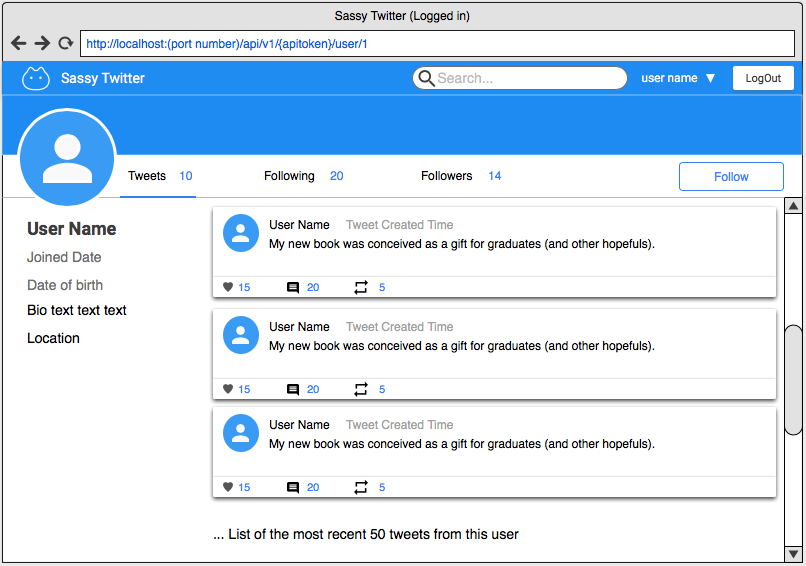 Sassy Twitter (Logged in)
http://localhost:(port number)/api/v1/{apitoken}/user/1
Sassy Twitter Search... user name ▼ LogOut
Tweets 10 Following 20 Followers 14 Follow
User Name
Joined Date
Date of birth
Bio text text text
Location
User Name Tweet Created Time
My new book was conceived as a gift for graduates (and other hopefuls).
15 20 5
User Name Tweet Created Time
My new book was conceived as a gift for graduates (and other hopefuls).
15 20 5
User Name Tweet Created Time
My new book was conceived as a gift for graduates (and other hopefuls).
15 20 5
... List of the most recent 50 tweets from this user